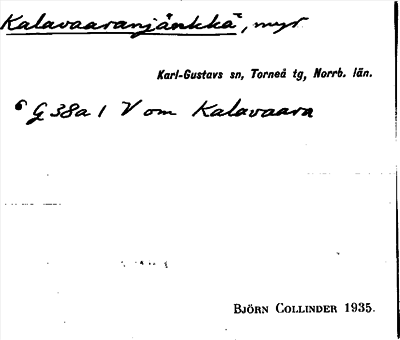 Kalavaaranjänkkä, myr
Karl-Gustavs sn, Torneå tg, Norrb. län.
6 G 38a 1 V om Kalavaara
BJÖRN COLLINDER 1935.